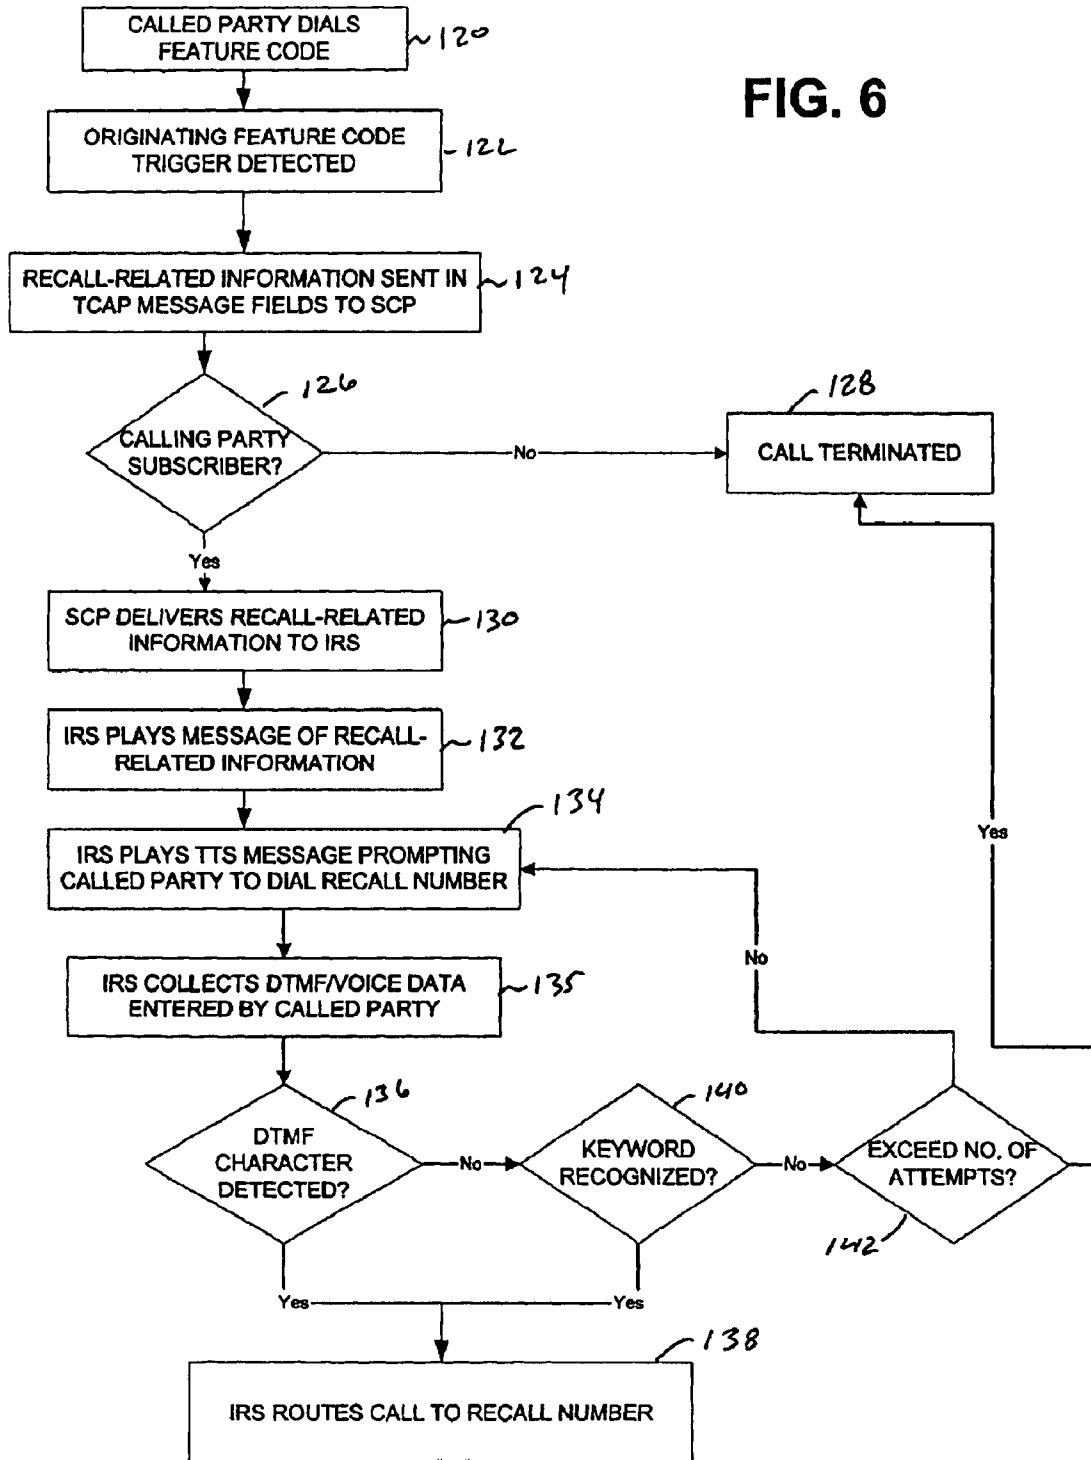 CALLED PARTY DIALS
FEATURE CODE
120
FIG. 6
ORIGINATING FEATURE CODE
TRIGGER DETECTED
122
RECALL-RELATED INFORMATION SENT IN
TCAP MESSAGE FIELDS TO SCP
124
126
CALLING PARTY
SUBSCRIBER?
No
128
CALL TERMINATED
Yes
SCP DELIVERS RECALL-RELATED
INFORMATION TO IRS
130
IRS PLAYS MESSAGE OF RECALL-
RELATED INFORMATION
132
134
IRS PLAYS TTS MESSAGE PROMPTING
CALLED PARTY TO DIAL RECALL NUMBER
Yes
No
IRS COLLECTS DTMF/VOICE DATA
ENTERED BY CALLED PARTY
135
136
DTMF
CHARACTER
DETECTED?
No
140
KEYWORD
RECOGNIZED?
No
EXCEED NO. OF
ATTEMPTS?
142
Yes
Yes
138
IRS ROUTES CALL TO RECALL NUMBER